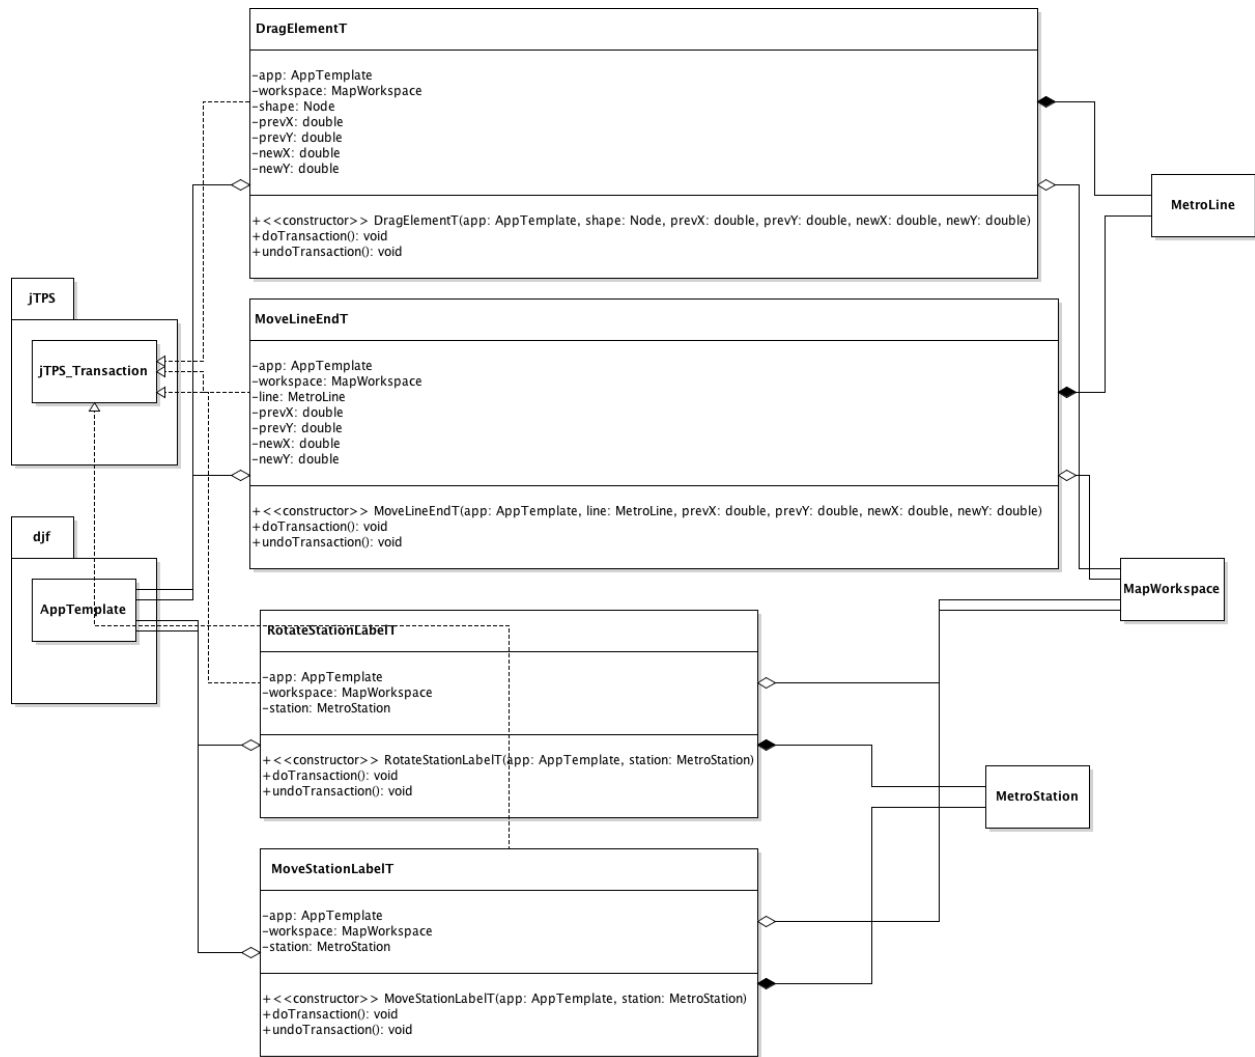 DragElementT
-app: AppTemplate
-workspace: MapWorkspace
-shape: Node
-prevX: double
-prevY: double
-newX: double
-newY: double
+<<constructor>> DragElementT(app: AppTemplate, shape: Node, prevX: double, prevY: double, newX: double, newY: double)
+doTransaction(): void
+undoTransaction(): void
MetroLine
jTPS
jTPS_Transaction
MoveLineEndT
-app: AppTemplate
-workspace: MapWorkspace
-line: MetroLine
-prevX: double
-prevY: double
-newX: double
-newY: double
+<<constructor>> MoveLineEndT(app: AppTemplate, line: MetroLine, prevX: double, prevY: double, newX: double, newY: double)
+doTransaction(): void
+undoTransaction(): void
djf
AppTemplate
MapWorkspace
RotateStationLabelT
-app: AppTemplate
-workspace: MapWorkspace
-station: MetroStation
+<<constructor>> RotateStationLabelT(app: AppTemplate, station: MetroStation)
+doTransaction(): void
+undoTransaction(): void
MetroStation
MoveStationLabelT
-app: AppTemplate
-workspace: MapWorkspace
-station: MetroStation
+<<constructor>> MoveStationLabelT(app: AppTemplate, station: MetroStation)
+doTransaction(): void
+undoTransaction(): void